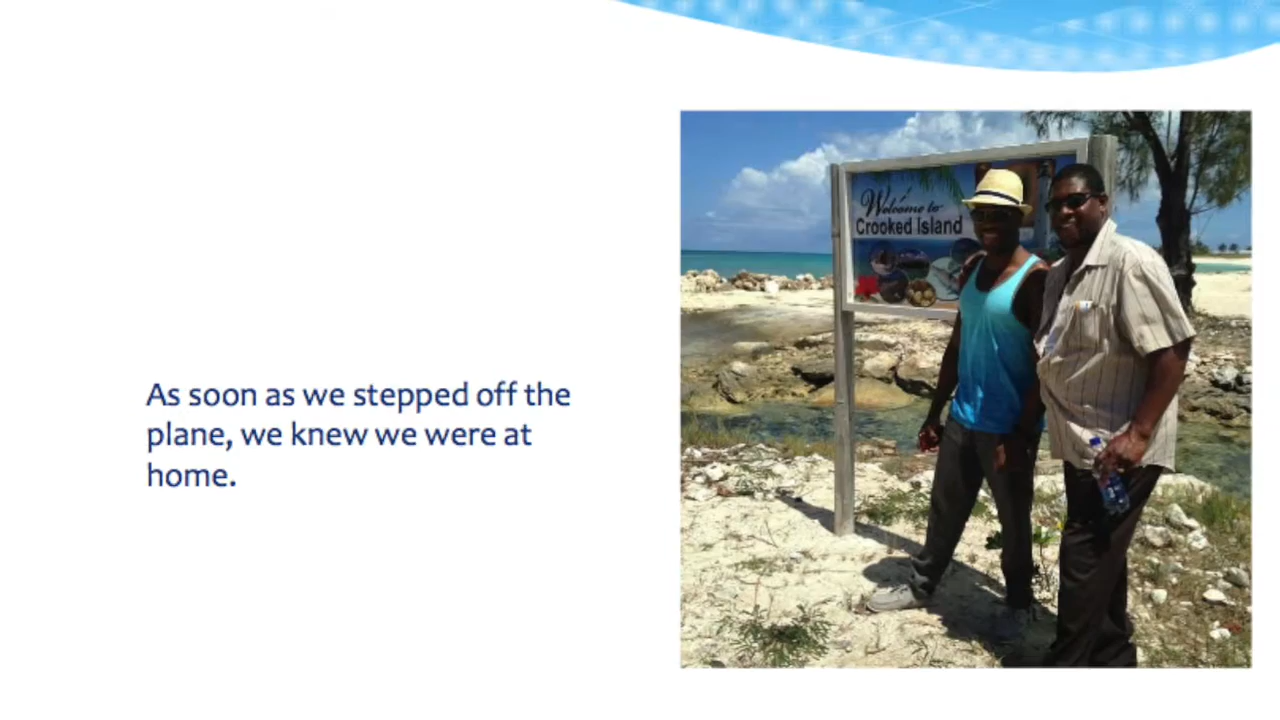 As soon as we stepped off the
plane, we knew we were at
home.
Welcome to
Crooked Island